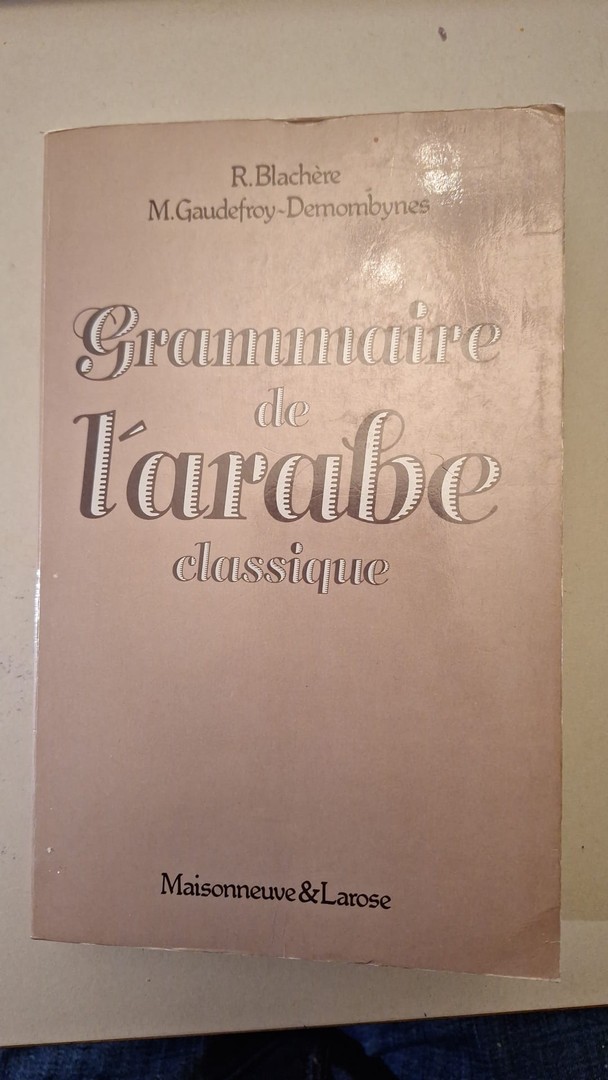 R.Blachère
M.Gaudefroy-Demombynes
Grammaire
de
l'arabe
classique
Maisonneuve&Larose